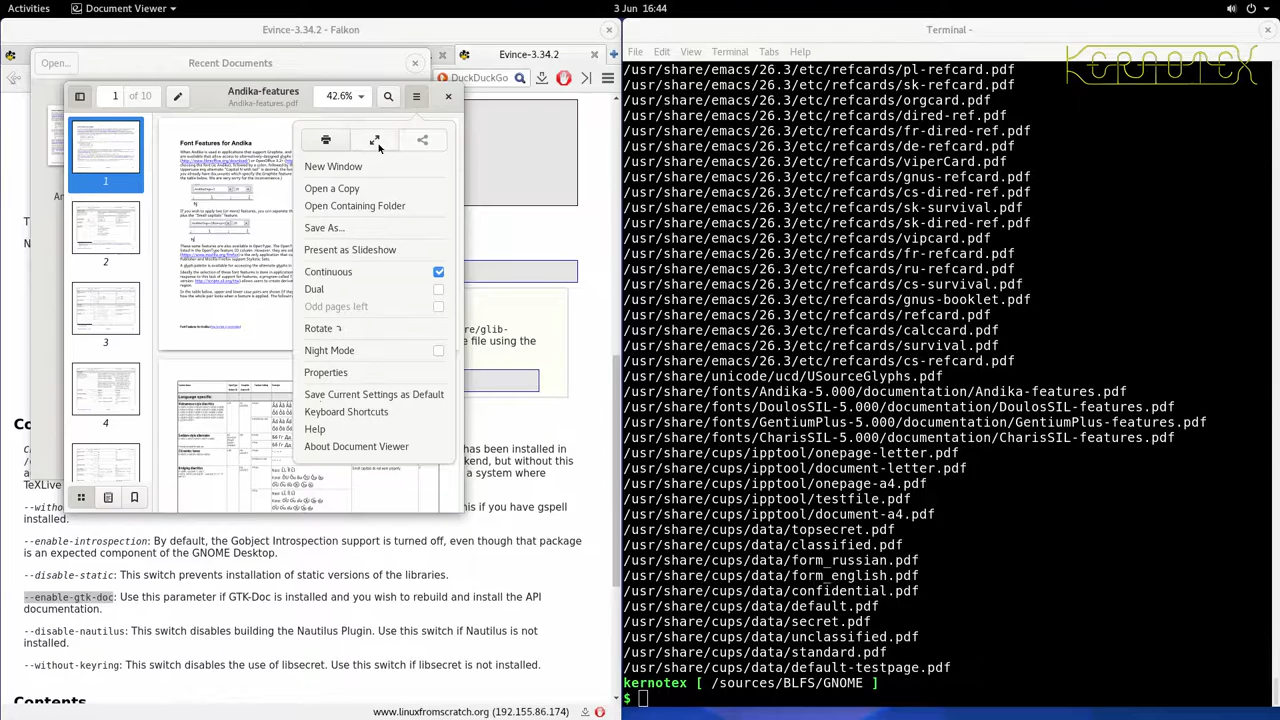 Activities
Document Viewer
3 Jun 16:44
Evince-3.34.2 - Falkon
Evince-3.34.2
DuckDuckGo
Open...
Recent Documents
1 of 10
Andika-features
Andika-features.pdf
42.6%
1
2
3
4
Font Features for Andika
New Window
Open a Copy
Open Containing Folder
Save As...
Present as Slideshow
Continuous
Dual
Odd pages left
Rotate
Night Mode
Properties
Save Current Settings as Default
Keyboard Shortcuts
Help
About Document Viewer
re/glib-
e file using the
has been installed in
kend, but without this
a system where
TeXLive
this if you have gspell
installed.
--enable-introspection: By default, the Gobject Introspection support is turned off, even though that package
is an expected component of the GNOME Desktop.
--disable-static: This switch prevents installation of static versions of the libraries.
--enable-gtk-doc: Use this parameter if GTK-Doc is installed and you wish to rebuild and install the API
documentation.
--disable-nautilus: This switch disables building the Nautilus Plugin. Use this switch if Nautilus is not
installed.
--without-keyring: This switch disables the use of libsecret. Use this switch if libsecret is not installed.
Contents
www.linuxfromscratch.org (192.155.86.174)
Terminal -
File Edit View Terminal Tabs Help
KERNOTEX
/usr/share/emacs/26.3/etc/refcards/pl-refcard.pdf
/usr/share/emacs/26.3/etc/refcards/sk-refcard.pdf
/usr/share/emacs/26.3/etc/refcards/orgcard.pdf
/usr/share/emacs/26.3/etc/refcards/dired-ref.pdf
/usr/share/emacs/26.3/etc/refcards/fr-dired-ref.pdf
/usr/share/emacs/26.3/etc/refcards/de-refcard.pdf
/usr/share/emacs/26.3/etc/refcards/pt-br-refcard.pdf
/usr/share/emacs/26.3/etc/refcards/gnus-refcard.pdf
/usr/share/emacs/26.3/etc/refcards/cs-dired-ref.pdf
/usr/share/emacs/26.3/etc/refcards/sk-survival.pdf
/usr/share/emacs/26.3/etc/refcards/sk-dired-ref.pdf
/usr/share/emacs/26.3/etc/refcards/vipcard.pdf
/usr/share/emacs/26.3/etc/refcards/fr-refcard.pdf
/usr/share/emacs/26.3/etc/refcards/ru-refcard.pdf
/usr/share/emacs/26.3/etc/refcards/cs-survival.pdf
/usr/share/emacs/26.3/etc/refcards/gnus-booklet.pdf
/usr/share/emacs/26.3/etc/refcards/refcard.pdf
/usr/share/emacs/26.3/etc/refcards/calccard.pdf
/usr/share/emacs/26.3/etc/refcards/survival.pdf
/usr/share/emacs/26.3/etc/refcards/cs-refcard.pdf
/usr/share/unicode/ucd/USourceGlyphs.pdf
/usr/share/fonts/Andika-5.000/documentation/Andika-features.pdf
/usr/share/fonts/DoulosSIL-5.000/documentation/DoulosSIL-features.pdf
/usr/share/fonts/GentiumPlus-5.000/documentation/GentiumPlus-features.pdf
/usr/share/fonts/CharisSIL-5.000/documentation/CharisSIL-features.pdf
/usr/share/cups/ipptool/onepage-letter.pdf
/usr/share/cups/ipptool/document-letter.pdf
/usr/share/cups/ipptool/onepage-a4.pdf
/usr/share/cups/ipptool/testfile.pdf
/usr/share/cups/ipptool/document-a4.pdf
/usr/share/cups/data/topsecret.pdf
/usr/share/cups/data/classified.pdf
/usr/share/cups/data/form_russian.pdf
/usr/share/cups/data/form_english.pdf
/usr/share/cups/data/confidential.pdf
/usr/share/cups/data/default.pdf
/usr/share/cups/data/secret.pdf
/usr/share/cups/data/unclassified.pdf
/usr/share/cups/data/standard.pdf
/usr/share/cups/data/default-testpage.pdf
kernotex [ /sources/BLFS/GNOME ]
$